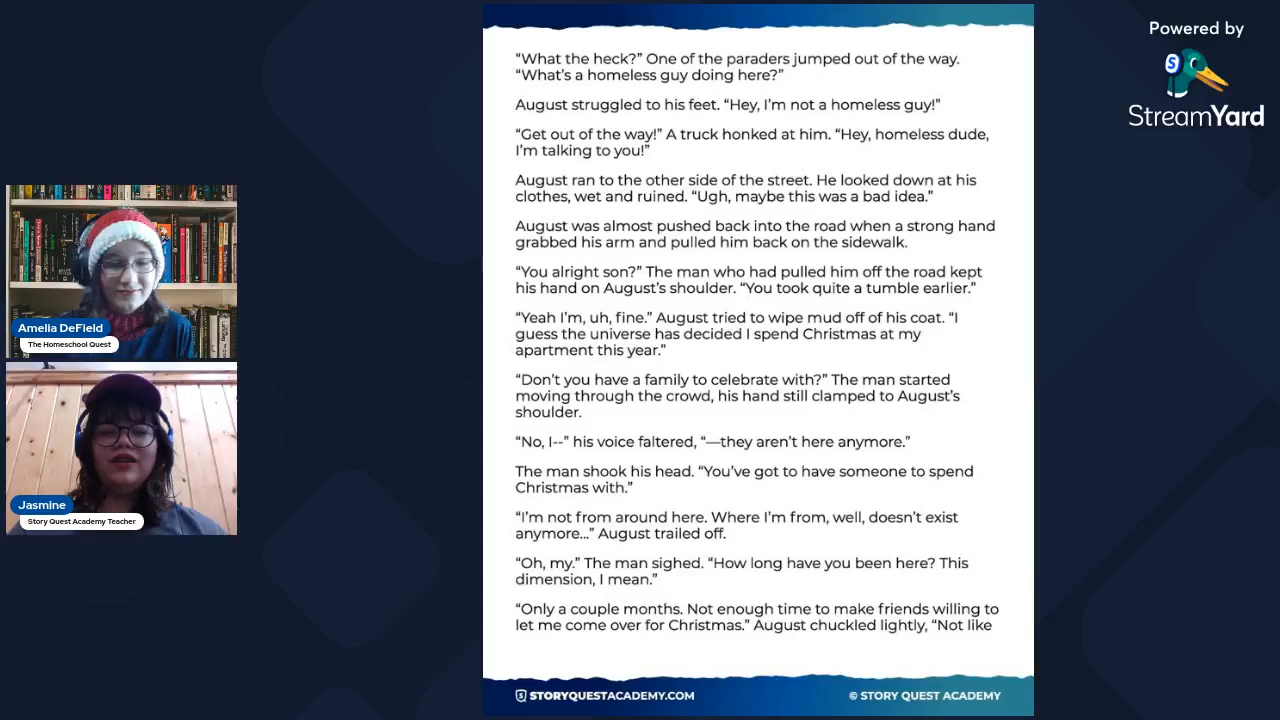 Powered by
StreamYard
“What the heck?” One of the paraders jumped out of the way.
“What’s a homeless guy doing here?”
August struggled to his feet. “Hey, I’m not a homeless guy!”
“Get out of the way!” A truck honked at him. “Hey, homeless dude,
I’m talking to you!”
August ran to the other side of the street. He looked down at his
clothes, wet and ruined. “Ugh, maybe this was a bad idea.”
August was almost pushed back into the road when a strong hand
grabbed his arm and pulled him back on the sidewalk.
“You alright son?” The man who had pulled him off the road kept
his hand on August’s shoulder. “You took quite a tumble earlier.”
“Yeah I’m, uh, fine.” August tried to wipe mud off of his coat. “I
guess the universe has decided I spend Christmas at my
apartment this year.”
“Don’t you have a family to celebrate with?” The man started
moving through the crowd, his hand still clamped to August’s
shoulder.
“No, I--” his voice faltered, “—they aren’t here anymore.”
The man shook his head. “You’ve got to have someone to spend
Christmas with.”
“I’m not from around here. Where I’m from, well, doesn’t exist
anymore...” August trailed off.
“Oh, my.” The man sighed. “How long have you been here? This
dimension, I mean.”
“Only a couple months. Not enough time to make friends willing to
let me come over for Christmas.” August chuckled lightly, “Not like
STORYQUESTACADEMY.COM
© STORY QUEST ACADEMY
Amelia DeField
The Homeschool Quest
Jasmine
Story Quest Academy Teacher